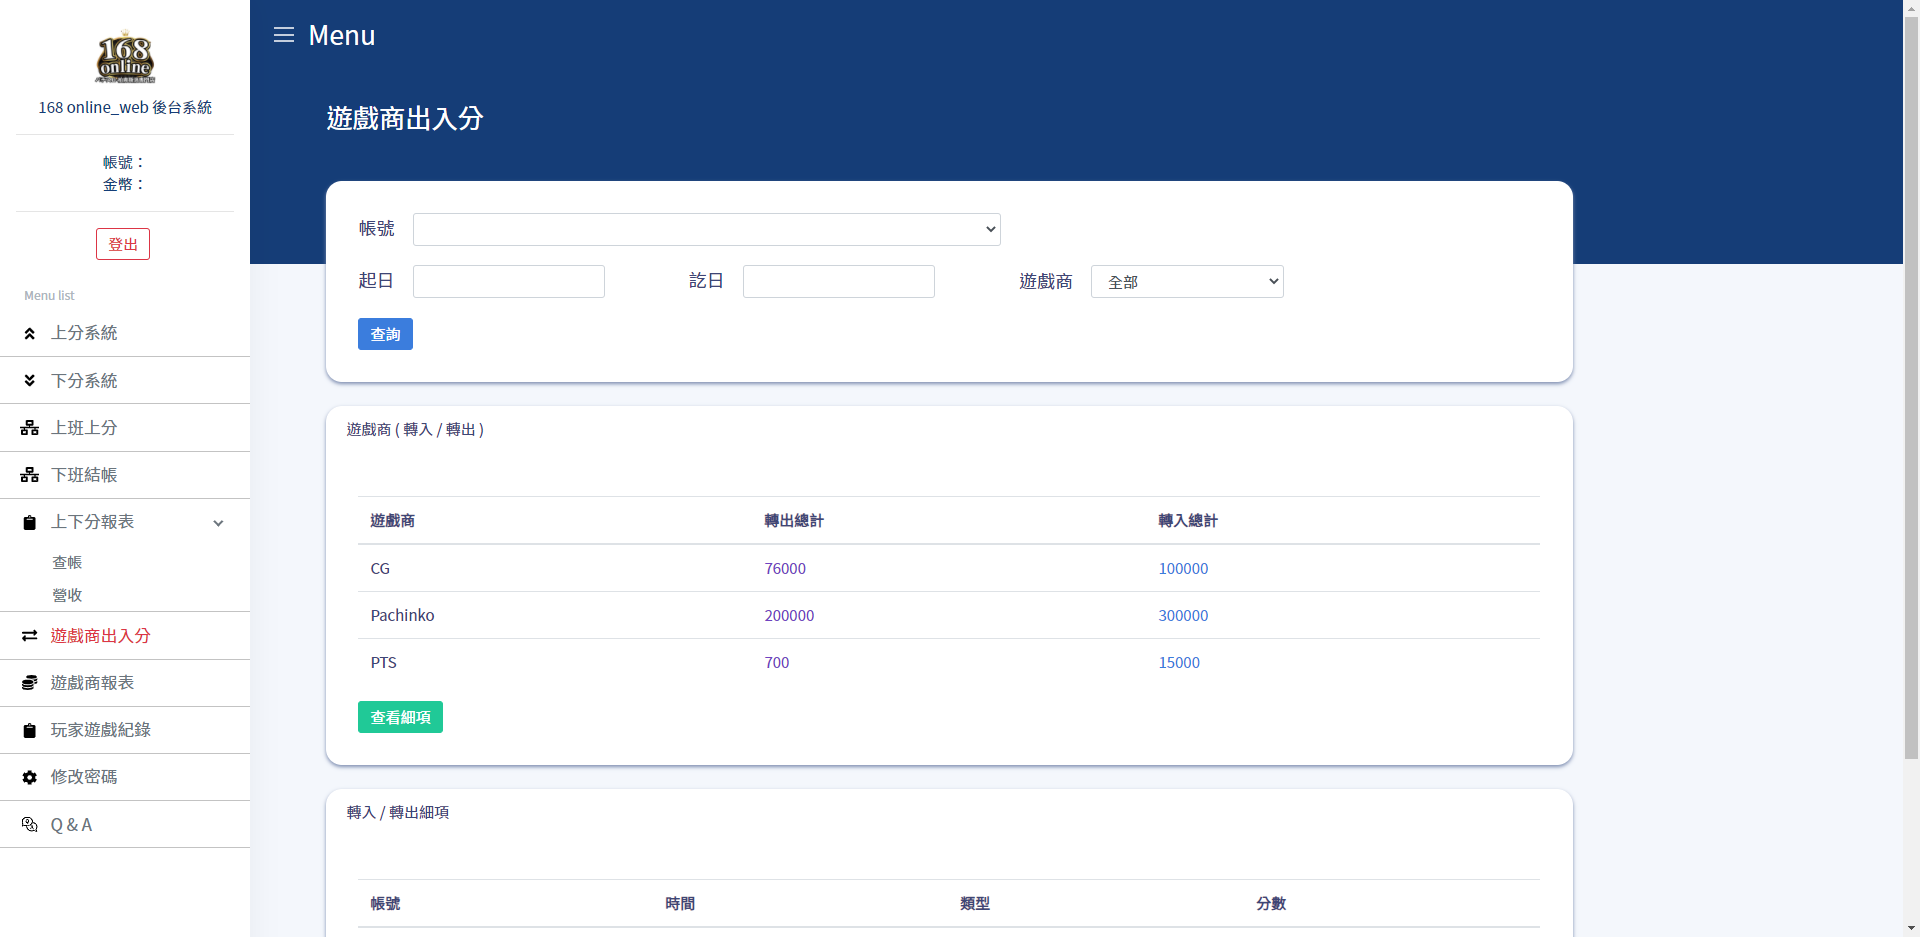 168
online
168 online_web 後台系統
帳號：
金幣：
登出
Menu list
上分系統
下分系統
上班上分
下班結帳
上下分報表
查帳
營收
遊戲商出入分
遊戲商報表
玩家遊戲紀錄
修改密碼
Q & A
Menu
遊戲商出入分
帳號
起日 訖日 遊戲商 全部
查詢
遊戲商 ( 轉入 / 轉出 )
遊戲商 轉出總計 轉入總計
CG 76000 100000
Pachinko 200000 300000
PTS 700 15000
查看細項
轉入 / 轉出細項
帳號 時間 類型 分數